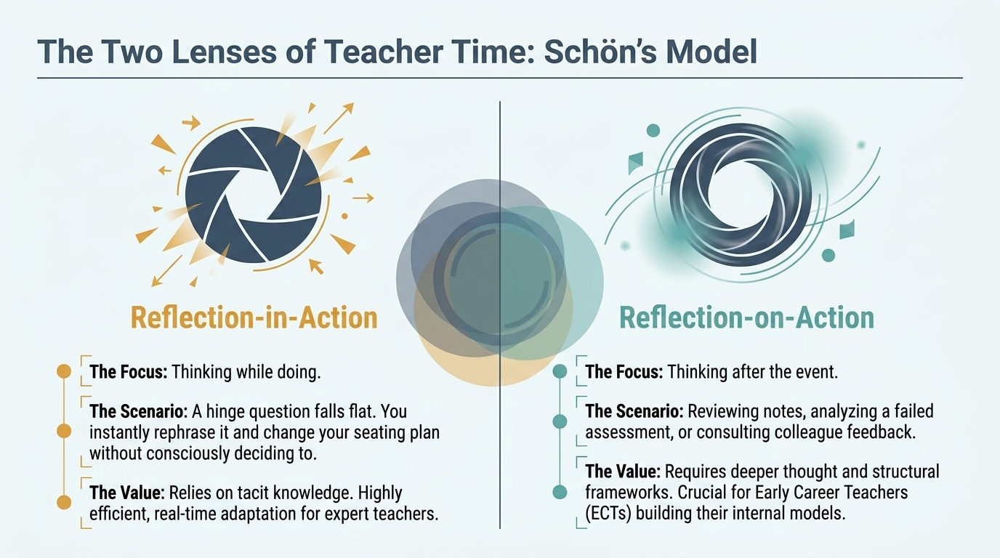 The Two Lenses of Teacher Time: Schön’s Model
Reflection-in-Action
The Focus: Thinking while doing.
The Scenario: A hinge question falls flat. You
instantly rephrase it and change your seating plan
without consciously deciding to.
The Value: Relies on tacit knowledge. Highly
efficient, real-time adaptation for expert teachers.
Reflection-on-Action
The Focus: Thinking after the event.
The Scenario: Reviewing notes, analyzing a failed
assessment, or consulting colleague feedback.
The Value: Requires deeper thought and structural
frameworks. Crucial for Early Career Teachers
(ECTs) building their internal models.